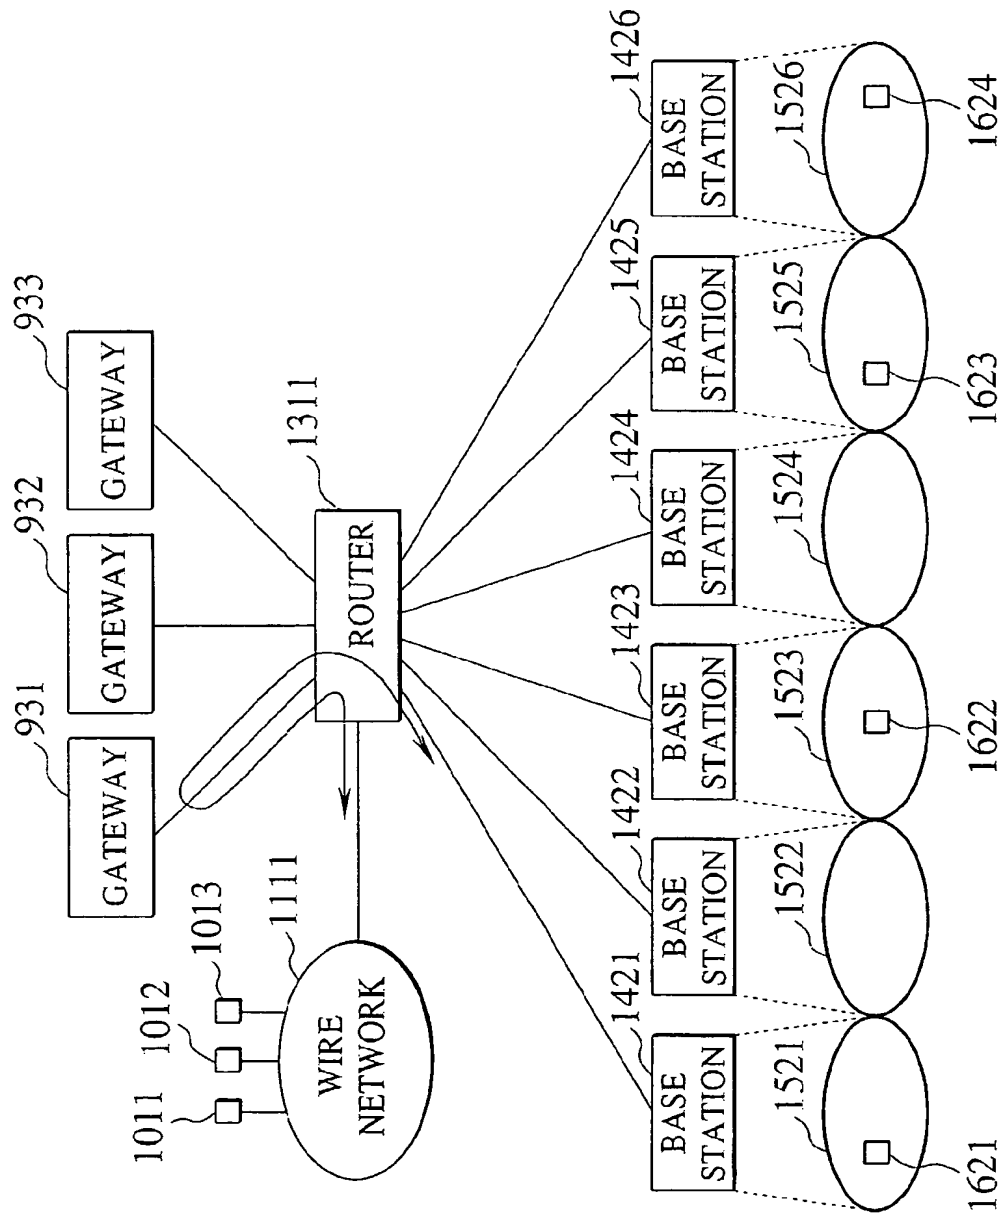 933
GATEWAY
932
GATEWAY
931
GATEWAY
1311
ROUTER
1013
1012
1011
1111
WIRE
NETWORK
1426
BASE
STATION
1425
BASE
STATION
1424
BASE
STATION
1423
BASE
STATION
1422
BASE
STATION
1421
BASE
STATION
1526
1525
1524
1523
1522
1521
1624
1623
1622
1621